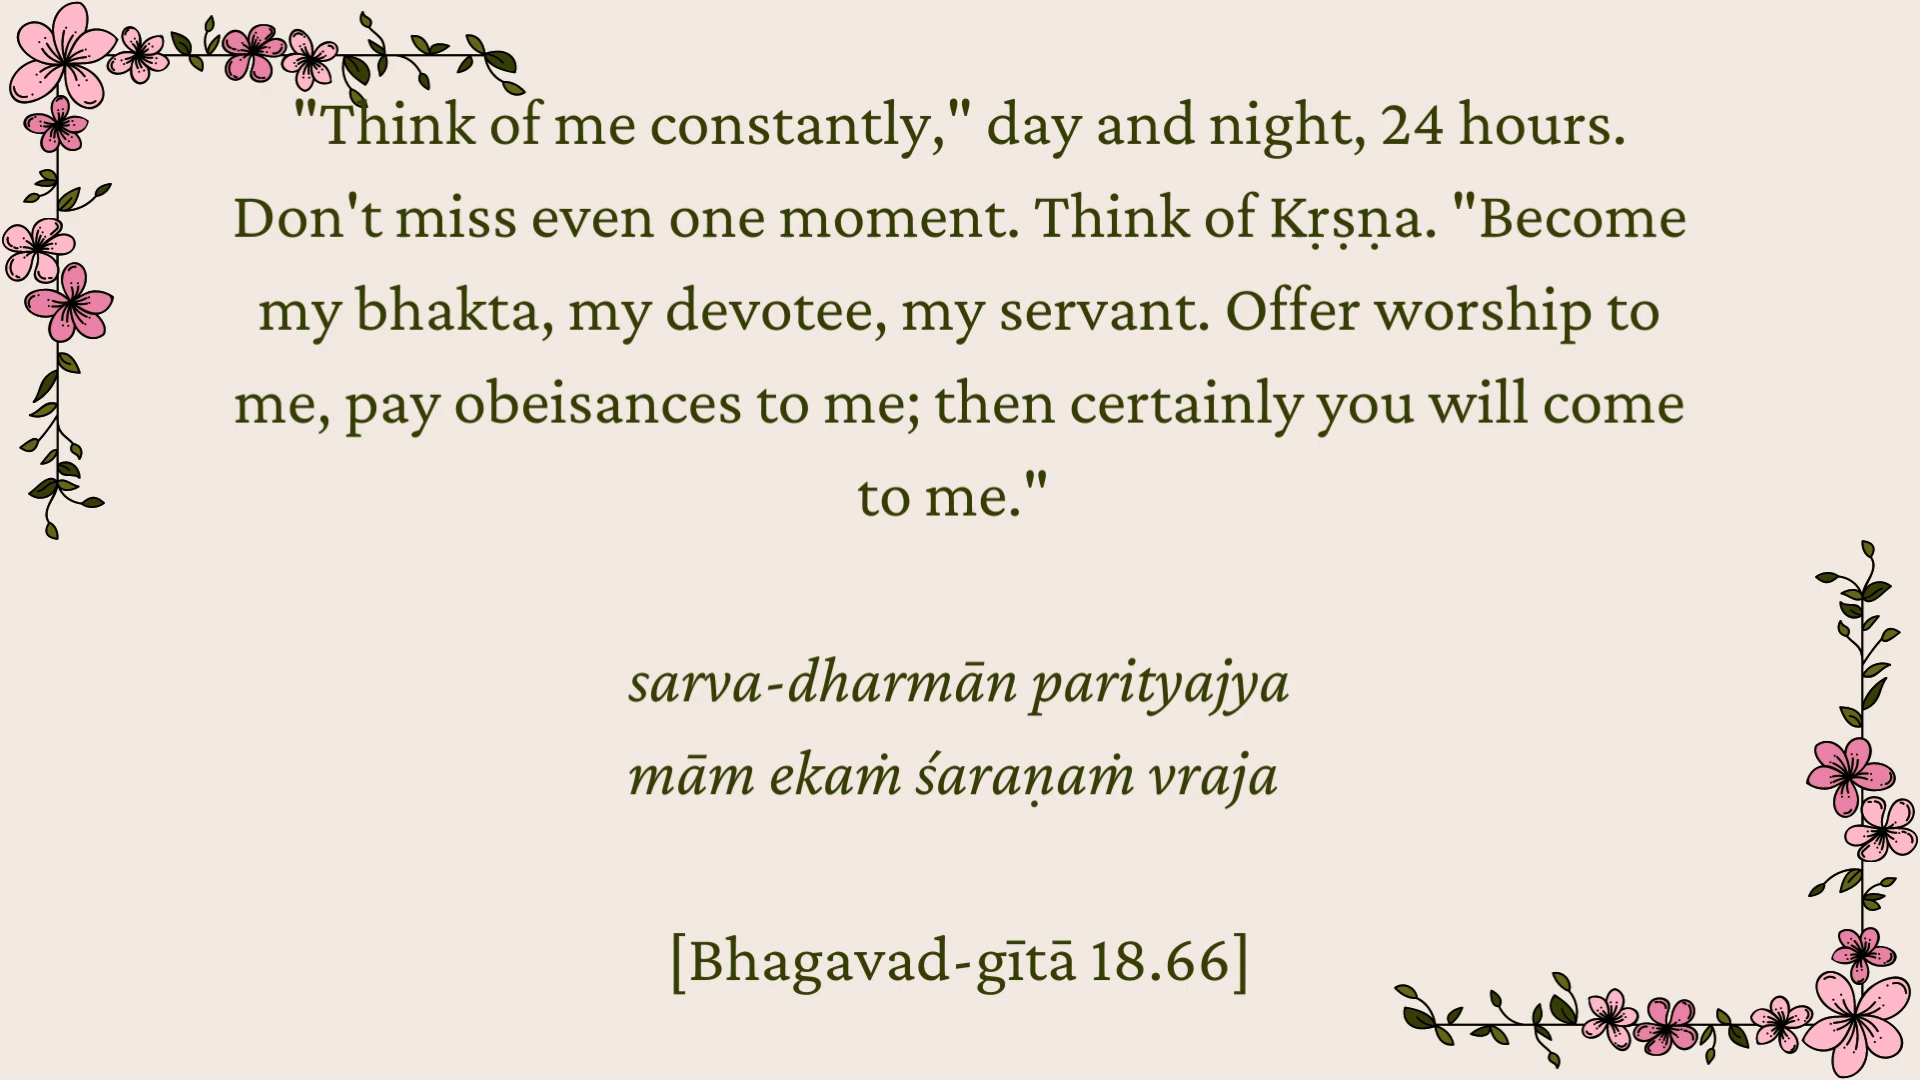 "Think of me constantly," day and night, 24 hours.
Don't miss even one moment. Think of Kṛṣṇa. "Become
my bhakta, my devotee, my servant. Offer worship to
me, pay obeisances to me; then certainly you will come
to me."
sarva-dharmān parityajya
mām ekaṁ śaraṇaṁ vraja
[Bhagavad-gītā 18.66]